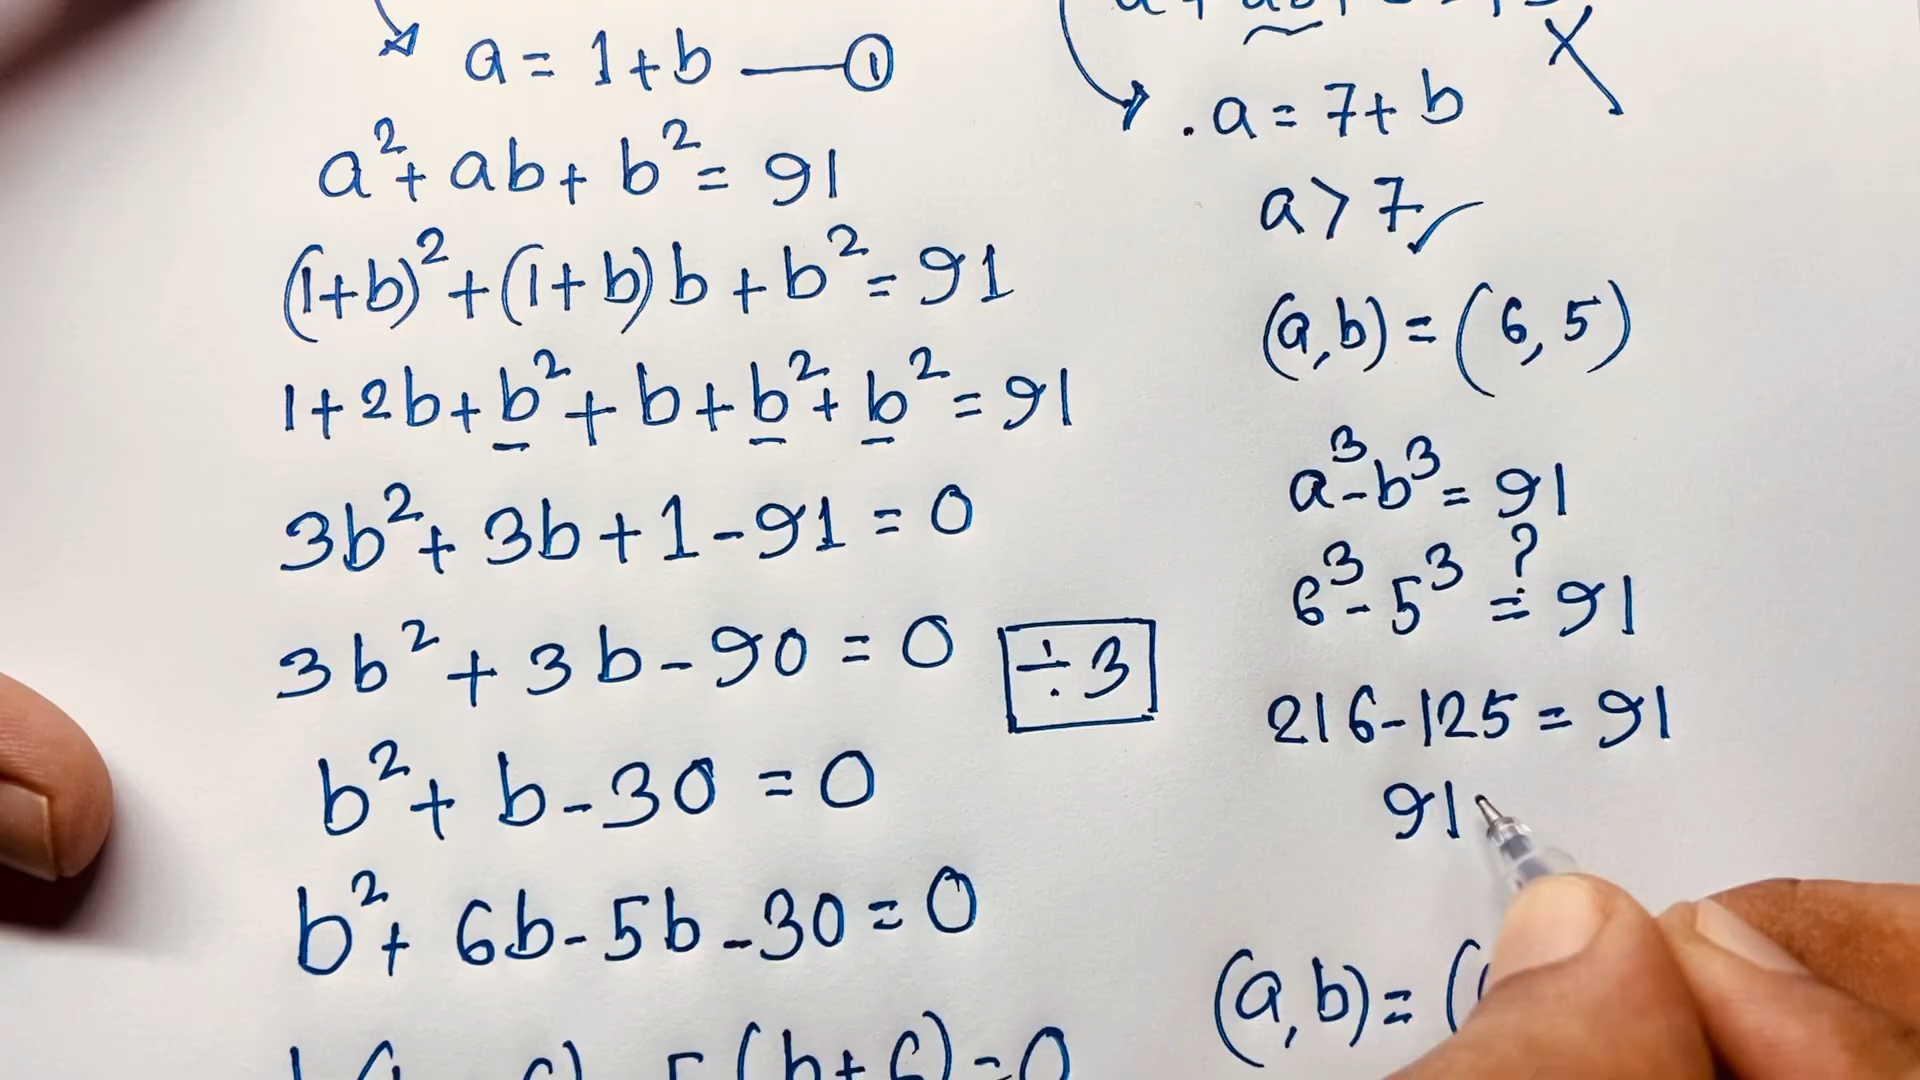 a = 1 + b —— ①
a² + ab + b² = 91
(1+b)² + (1+b) b + b² = 91
1 + 2b + b² + b + b² + b² = 91
3b² + 3b + 1 - 91 = 0
3b² + 3b - 90 = 0 ÷3
b² + b - 30 = 0
b² + 6b - 5b - 30 = 0
(b+6) = 0
a = 7 + b
a > 7 ✓
(a,b) = (6,5)
a³ - b³ = 91
6³ - 5³ ?= 91
216 - 125 = 91
91
(a,b) = (